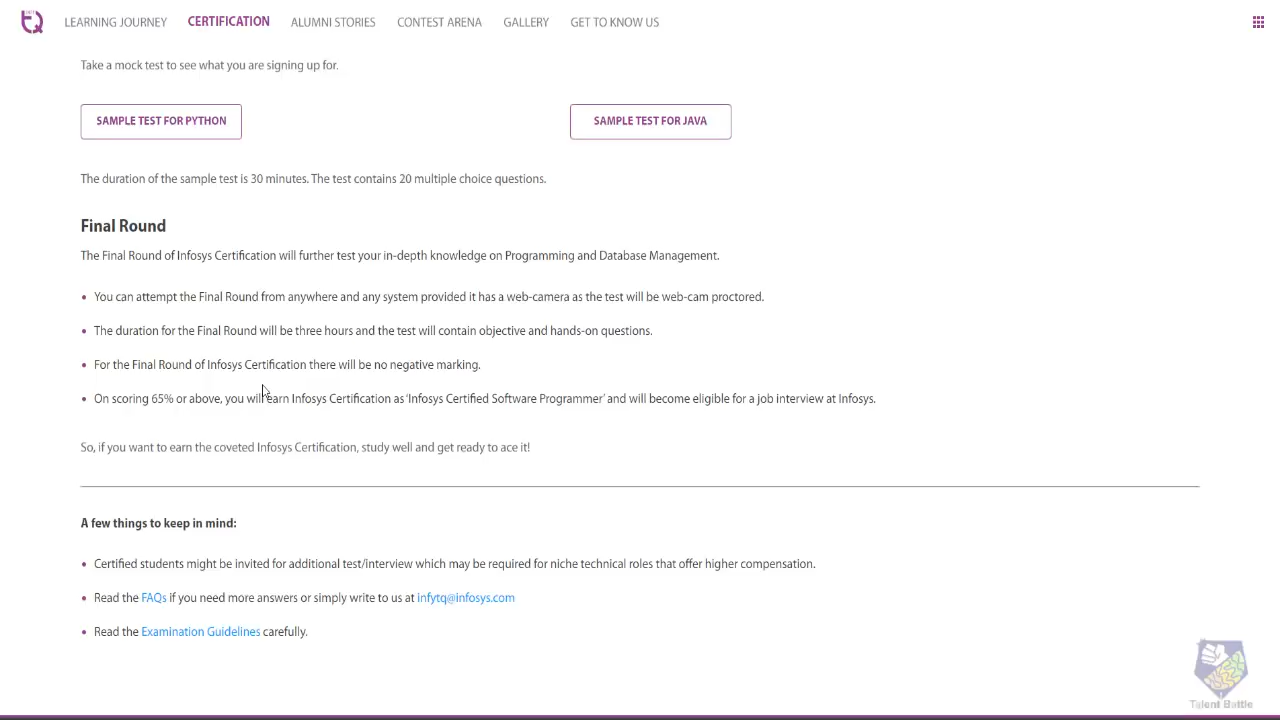 LEARNING JOURNEY CERTIFICATION ALUMNI STORIES CONTEST ARENA GALLERY GET TO KNOW US
Take a mock test to see what you are signing up for.
SAMPLE TEST FOR PYTHON SAMPLE TEST FOR JAVA
The duration of the sample test is 30 minutes. The test contains 20 multiple choice questions.
Final Round
The Final Round of Infosys Certification will further test your in-depth knowledge on Programming and Database Management.
• You can attempt the Final Round from anywhere and any system provided it has a web-camera as the test will be web-cam proctored.
• The duration for the Final Round will be three hours and the test will contain objective and hands-on questions.
• For the Final Round of Infosys Certification there will be no negative marking.
• On scoring 65% or above, you will earn Infosys Certification as ‘Infosys Certified Software Programmer’ and will become eligible for a job interview at Infosys.
So, if you want to earn the coveted Infosys Certification, study well and get ready to ace it!
A few things to keep in mind:
• Certified students might be invited for additional test/interview which may be required for niche technical roles that offer higher compensation.
• Read the FAQs if you need more answers or simply write to us at infytq@infosys.com
• Read the Examination Guidelines carefully.
Talent Battle